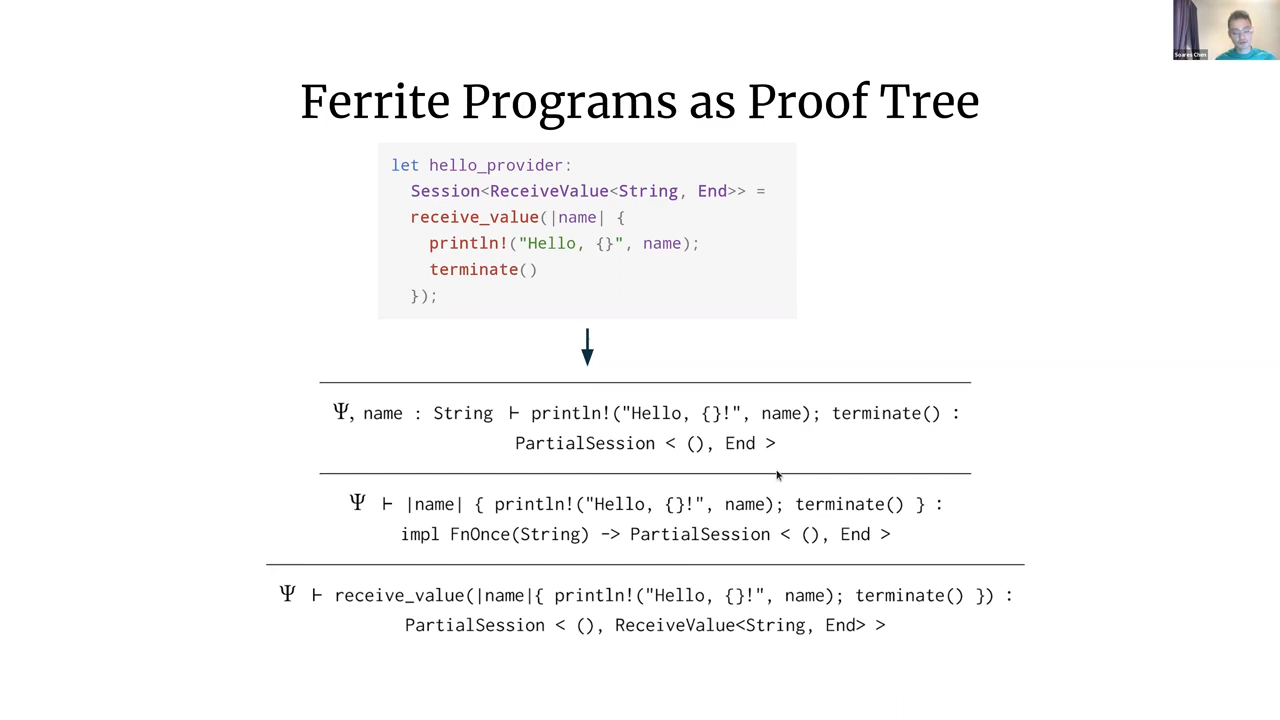 Soares Chen
Ferrite Programs as Proof Tree
let hello_provider:
Session<ReceiveValue<String, End>> =
receive_value(|name| {
println!("Hello, {}", name);
terminate()
});
Ψ, name : String ⊢ println!("Hello, {}!", name); terminate() :
PartialSession < (), End >
Ψ ⊢ |name| { println!("Hello, {}!", name); terminate() } :
impl FnOnce(String) -> PartialSession < (), End >
Ψ ⊢ receive_value(|name|{ println!("Hello, {}!", name); terminate() }) :
PartialSession < (), ReceiveValue<String, End> >